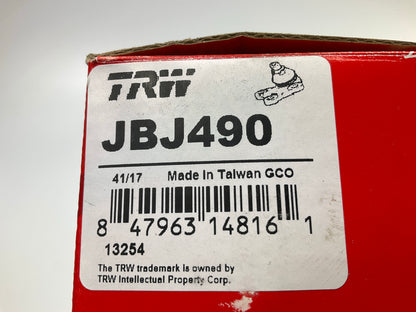 TRW
JBJ490
41/17 Made In Taiwan GCO
8 47963 14816 1
13254
The TRW trademark is owned by
TRW Intellectual Property Corp.